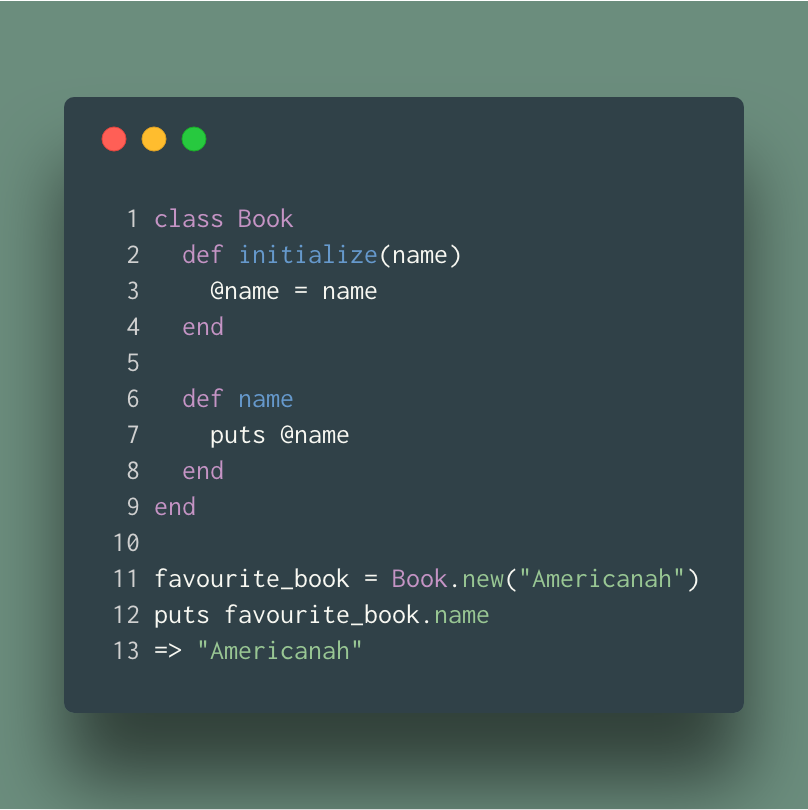 1 class Book
2   def initialize(name)
3     @name = name
4   end
5
6   def name
7     puts @name
8   end
9 end
10
11 favourite_book = Book.new("Americanah")
12 puts favourite_book.name
13 => "Americanah"